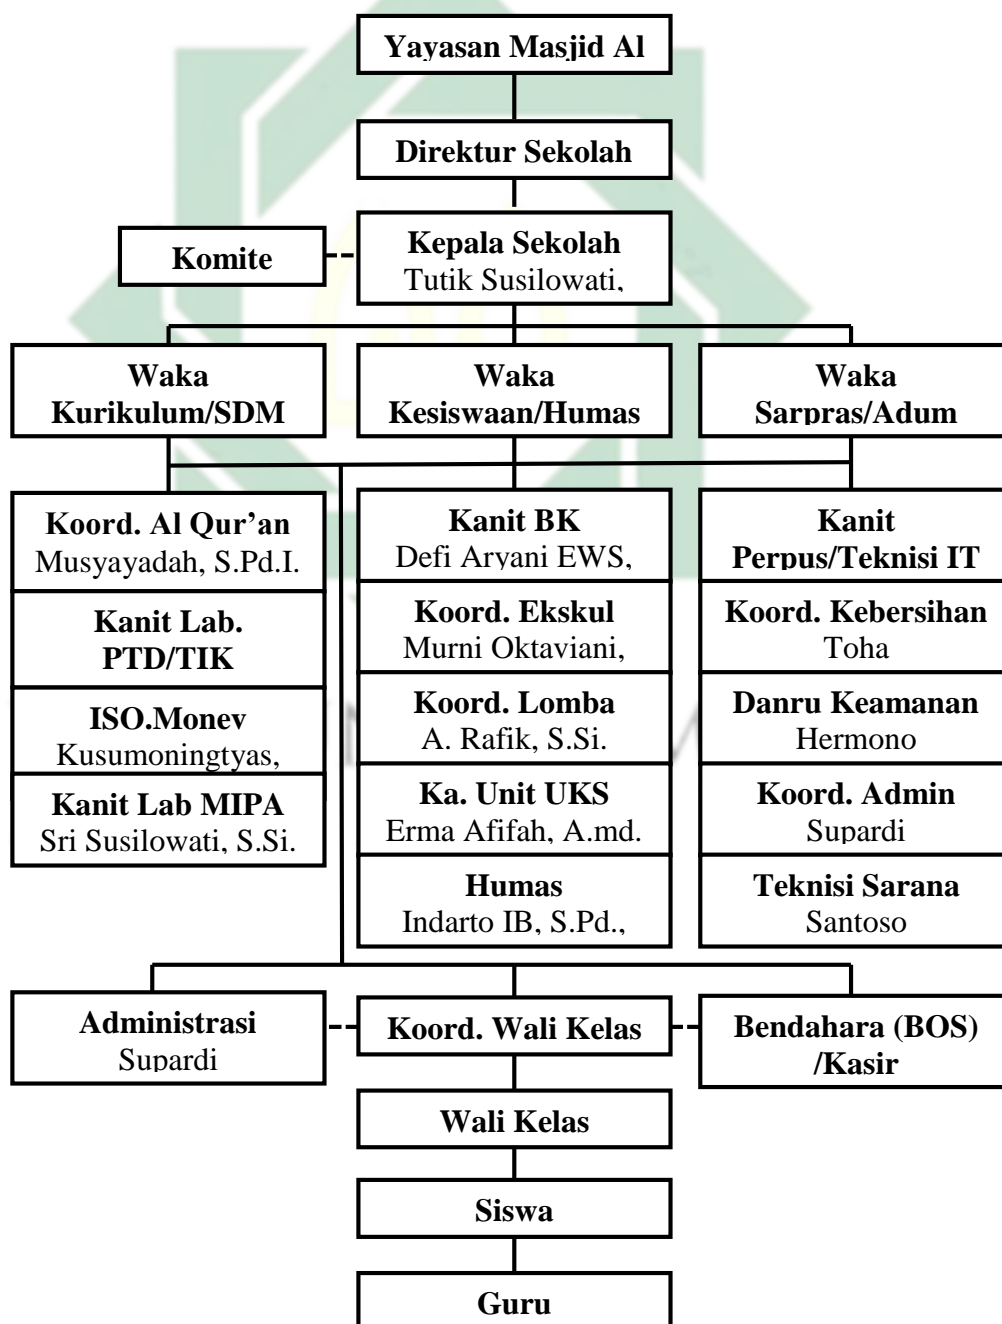 Yayasan Masjid Al
Direktur Sekolah
Komite
Kepala Sekolah
Tutik Susilowati,
Waka
Kurikulum/SDM
Waka
Kesiswaan/Humas
Waka
Sarpras/Adum
Koord. Al Qur’an
Musyayadah, S.Pd.I.
Kanit Lab.
PTD/TIK
ISO.Monev
Kusumoningtyas,
Kanit Lab MIPA
Sri Susilowati, S.Si.
Kanit BK
Defi Aryani EWS,
Koord. Ekskul
Murni Oktaviani,
Koord. Lomba
A. Rafik, S.Si.
Ka. Unit UKS
Erma Afifah, A.md.
Humas
Indarto IB, S.Pd.,
Kanit
Perpus/Teknisi IT
Koord. Kebersihan
Toha
Danru Keamanan
Hermono
Koord. Admin
Supardi
Teknisi Sarana
Santoso
Administrasi
Supardi
Koord. Wali Kelas
Bendahara (BOS)
/Kasir
Wali Kelas
Siswa
Guru